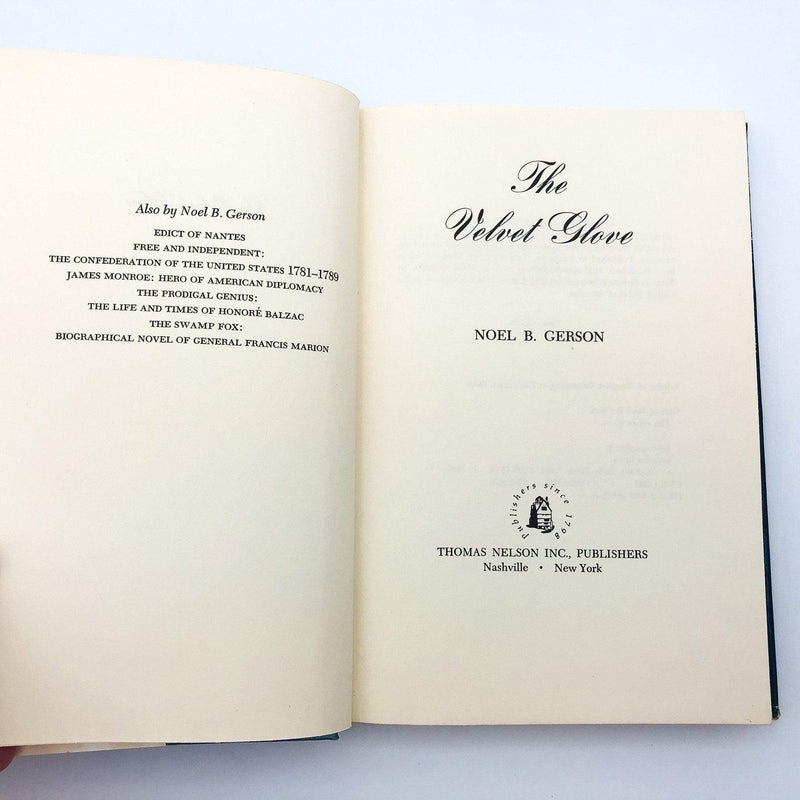 Also by Noel B. Gerson
EDICT OF NANTES
FREE AND INDEPENDENT:
THE CONFEDERATION OF THE UNITED STATES 1781–1789
JAMES MONROE: HERO OF AMERICAN DIPLOMACY
THE PRODIGAL GENIUS:
THE LIFE AND TIMES OF HONORÉ BALZAC
THE SWAMP FOX:
BIOGRAPHICAL NOVEL OF GENERAL FRANCIS MARION
The
Velvet Glove
NOEL B. GERSON
Publishers since 1798
THOMAS NELSON INC., PUBLISHERS
Nashville • New York